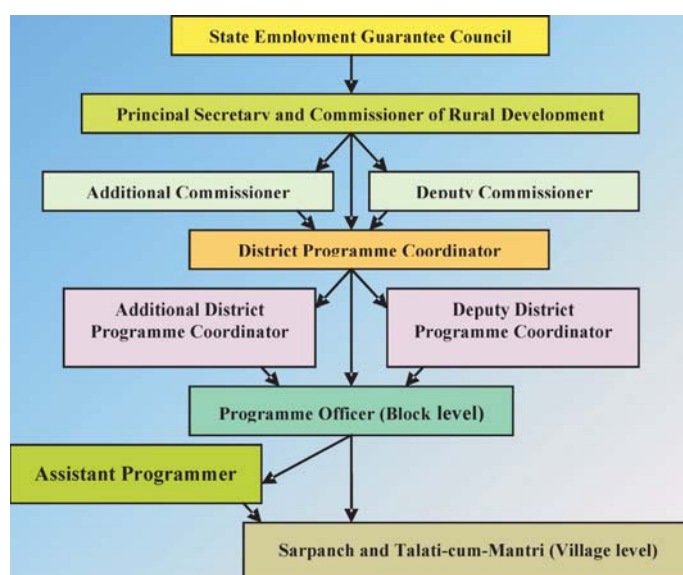 State Employment Guarantee Council
Principal Secretary and Commissioner of Rural Development
Additional Commissioner
Deputy Commissioner
District Programme Coordinator
Additional District
Programme Coordinator
Deputy District
Programme Coordinator
Programme Officer (Block level)
Assistant Programmer
Sarpanch and Talati-cum-Mantri (Village level)